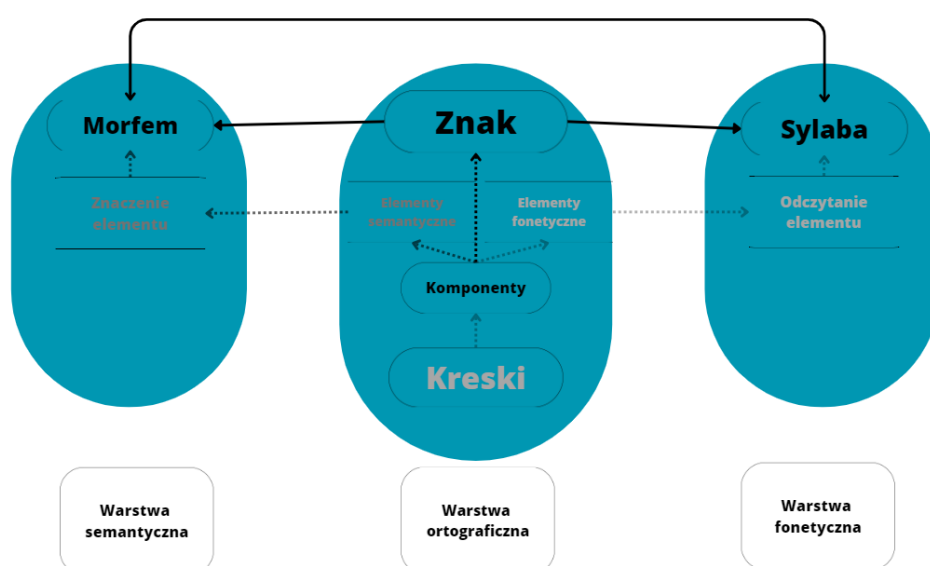 Morfem
Znak
Sylaba
Znaczenie
elementu
Elementy
semantyczne
Elementy
fonetyczne
Odczytanie
elementu
Komponenty
Kreski
Warstwa
semantyczna
Warstwa
ortograficzna
Warstwa
fonetyczna